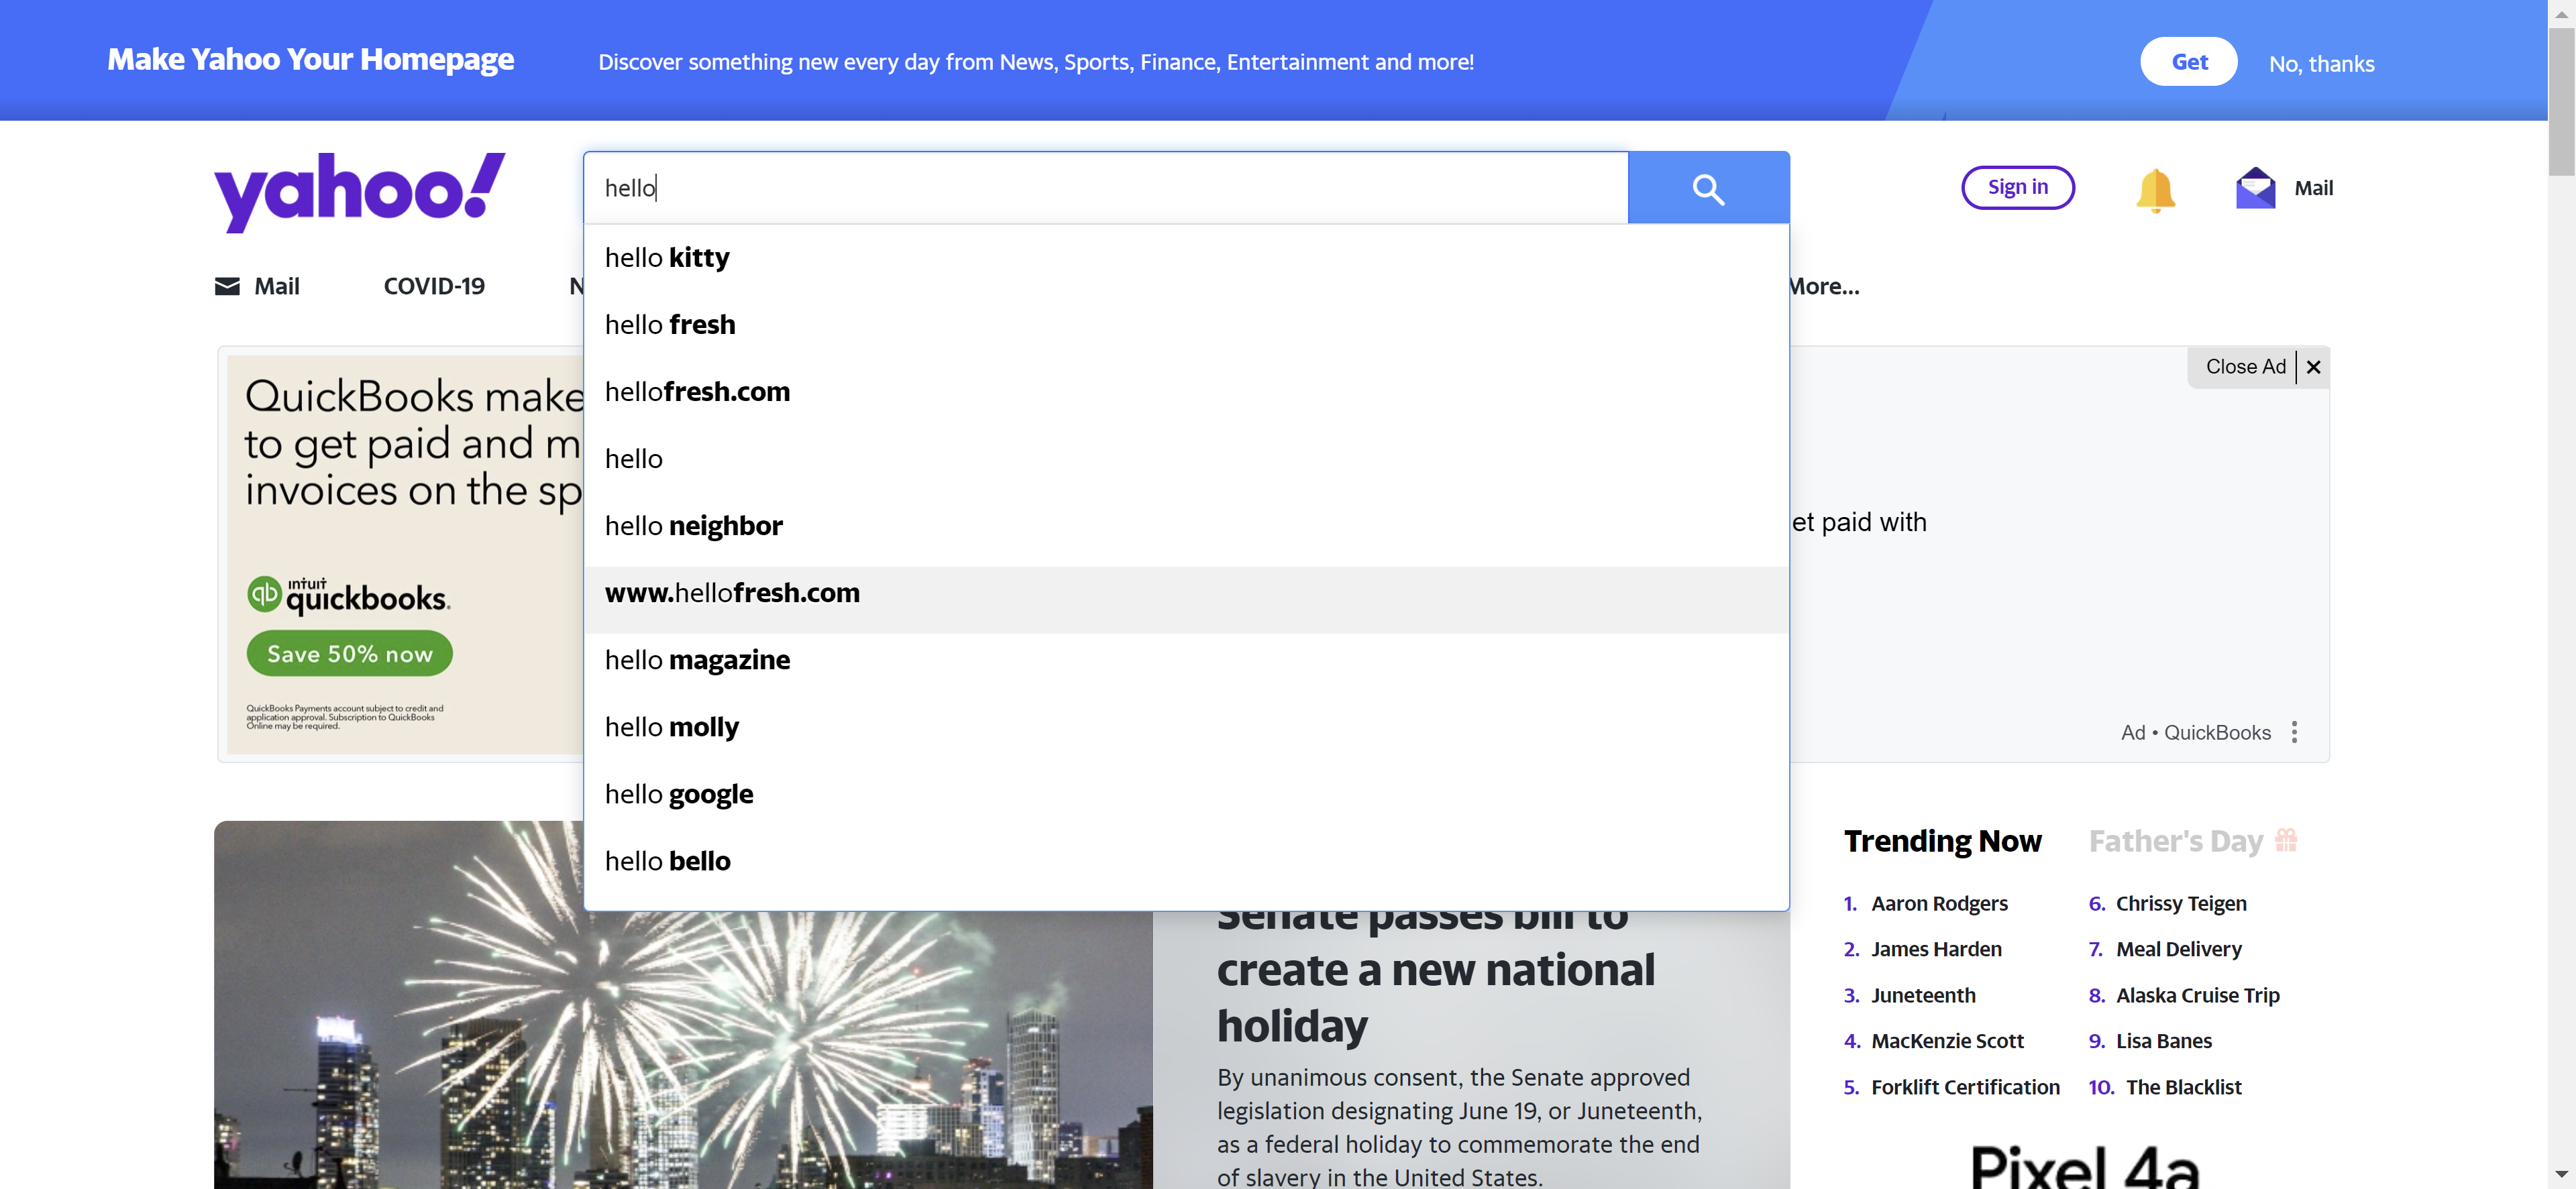 Make Yahoo Your Homepage
Discover something new every day from News, Sports, Finance, Entertainment and more!
Get
No, thanks
yahoo!
hello
Sign in
Mail
Mail
COVID-19
More...
hello kitty
hello fresh
hellofresh.com
hello
hello neighbor
www.hellofresh.com
hello magazine
hello molly
hello google
hello bello
QuickBooks make
to get paid and m
invoices on the sp
qb
intuit
quickbooks.
Save 50% now
QuickBooks Payments account subject to credit and
application approval. Subscription to QuickBooks
Online may be required.
Close Ad
et paid with
Ad • QuickBooks
Senate passes bill to
create a new national
holiday
By unanimous consent, the Senate approved
legislation designating June 19, or Juneteenth,
as a federal holiday to commemorate the end
of slavery in the United States.
Trending Now
Father's Day
1. Aaron Rodgers
2. James Harden
3. Juneteenth
4. MacKenzie Scott
5. Forklift Certification
6. Chrissy Teigen
7. Meal Delivery
8. Alaska Cruise Trip
9. Lisa Banes
10. The Blacklist
Pixel 4a